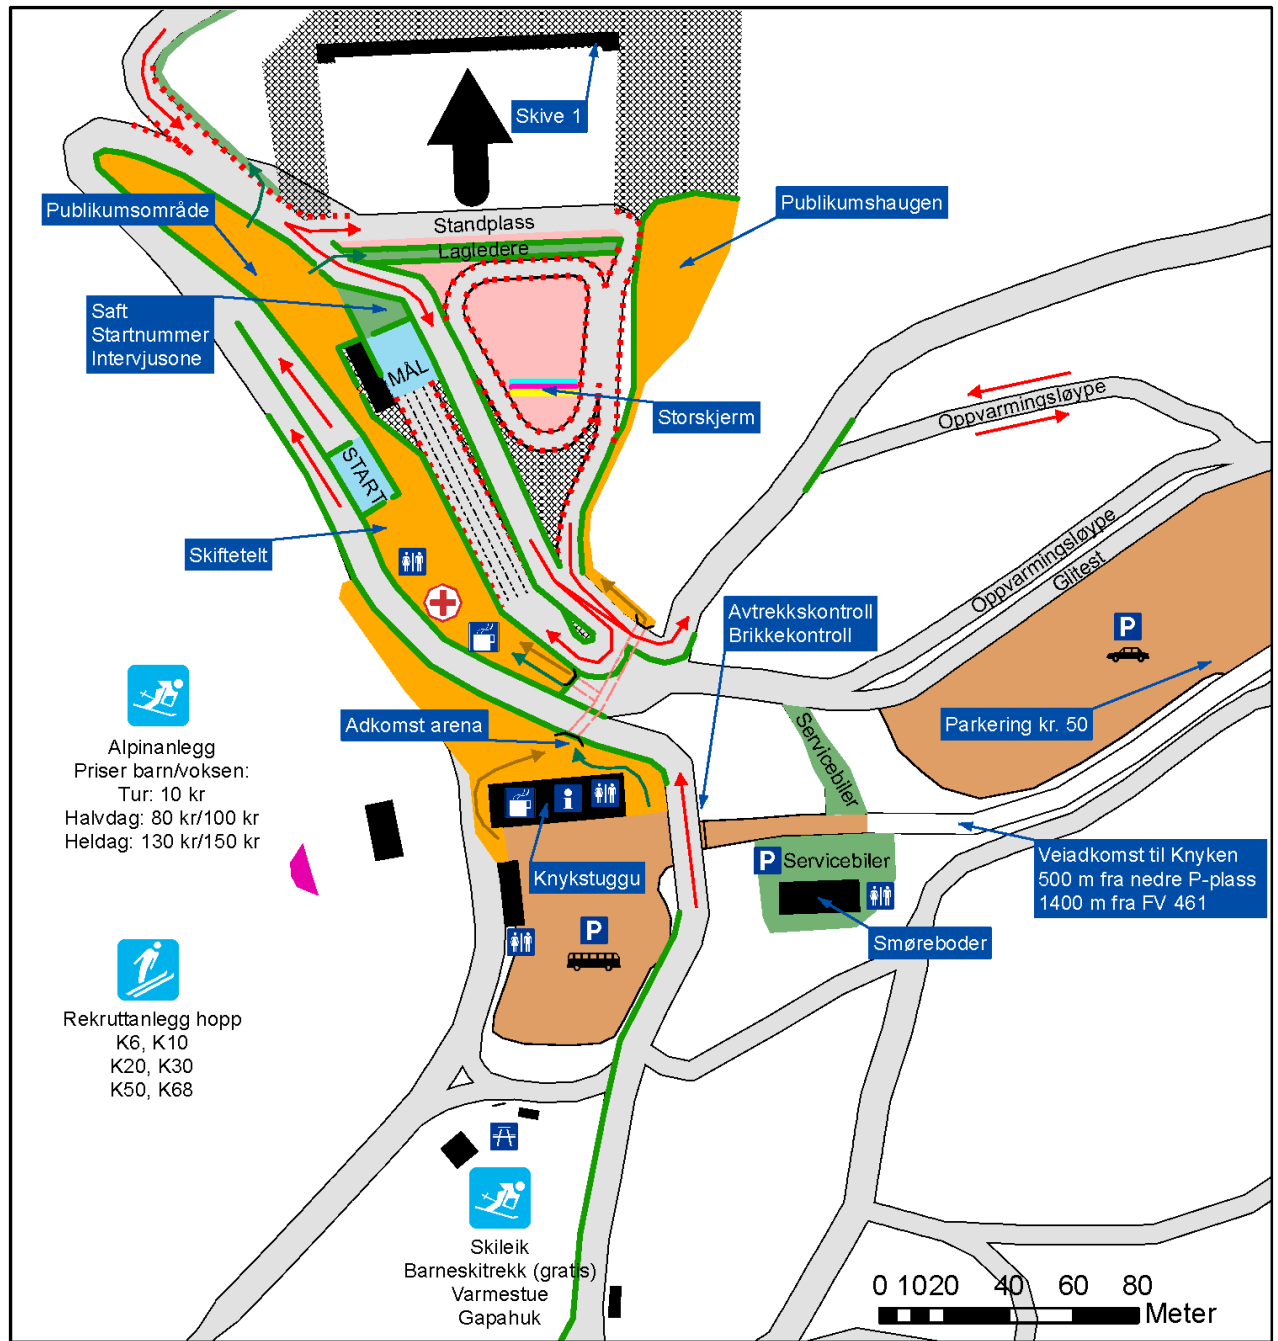 Skive 1
Publikumsområde
Publikumshaugen
Standplass
Lagledere
Saft
Startnummer
Intervjusone
MÅL
Storskjerm
Oppvarmingsløype
START
Skiftetelt
Oppvarmingsløype
Glitest
Avtrekkskontroll
Brikkekontroll
P
Adkomst arena
Parkering kr. 50
Servicebiler
Alpinanlegg
Priser barn/voksen:
Tur: 10 kr
Halvdag: 80 kr/100 kr
Heldag: 130 kr/150 kr
Knykstuggu
P Servicebiler
Veiadkomst til Knyken
500 m fra nedre P-plass
1400 m fra FV 461
P
Smøreboder
Rekruttanlegg hopp
K6, K10
K20, K30
K50, K68
Skileik
Barneskitrekk (gratis)
Varmestue
Gapahuk
0 10 20 40 60 80
Meter